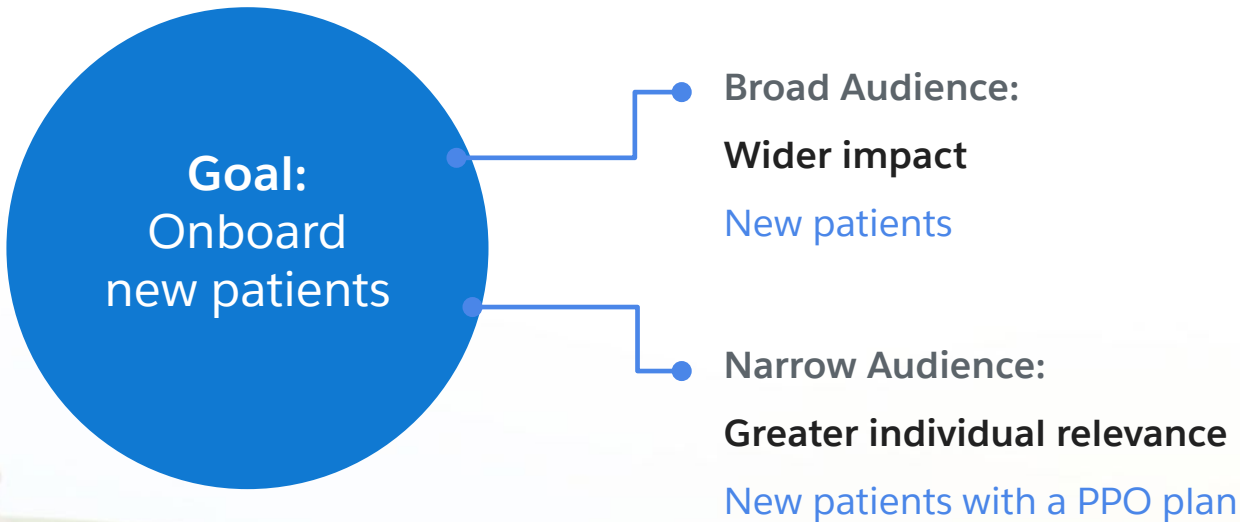 Goal:
Onboard
new patients
Broad Audience:
Wider impact
New patients
Narrow Audience:
Greater individual relevance
New patients with a PPO plan